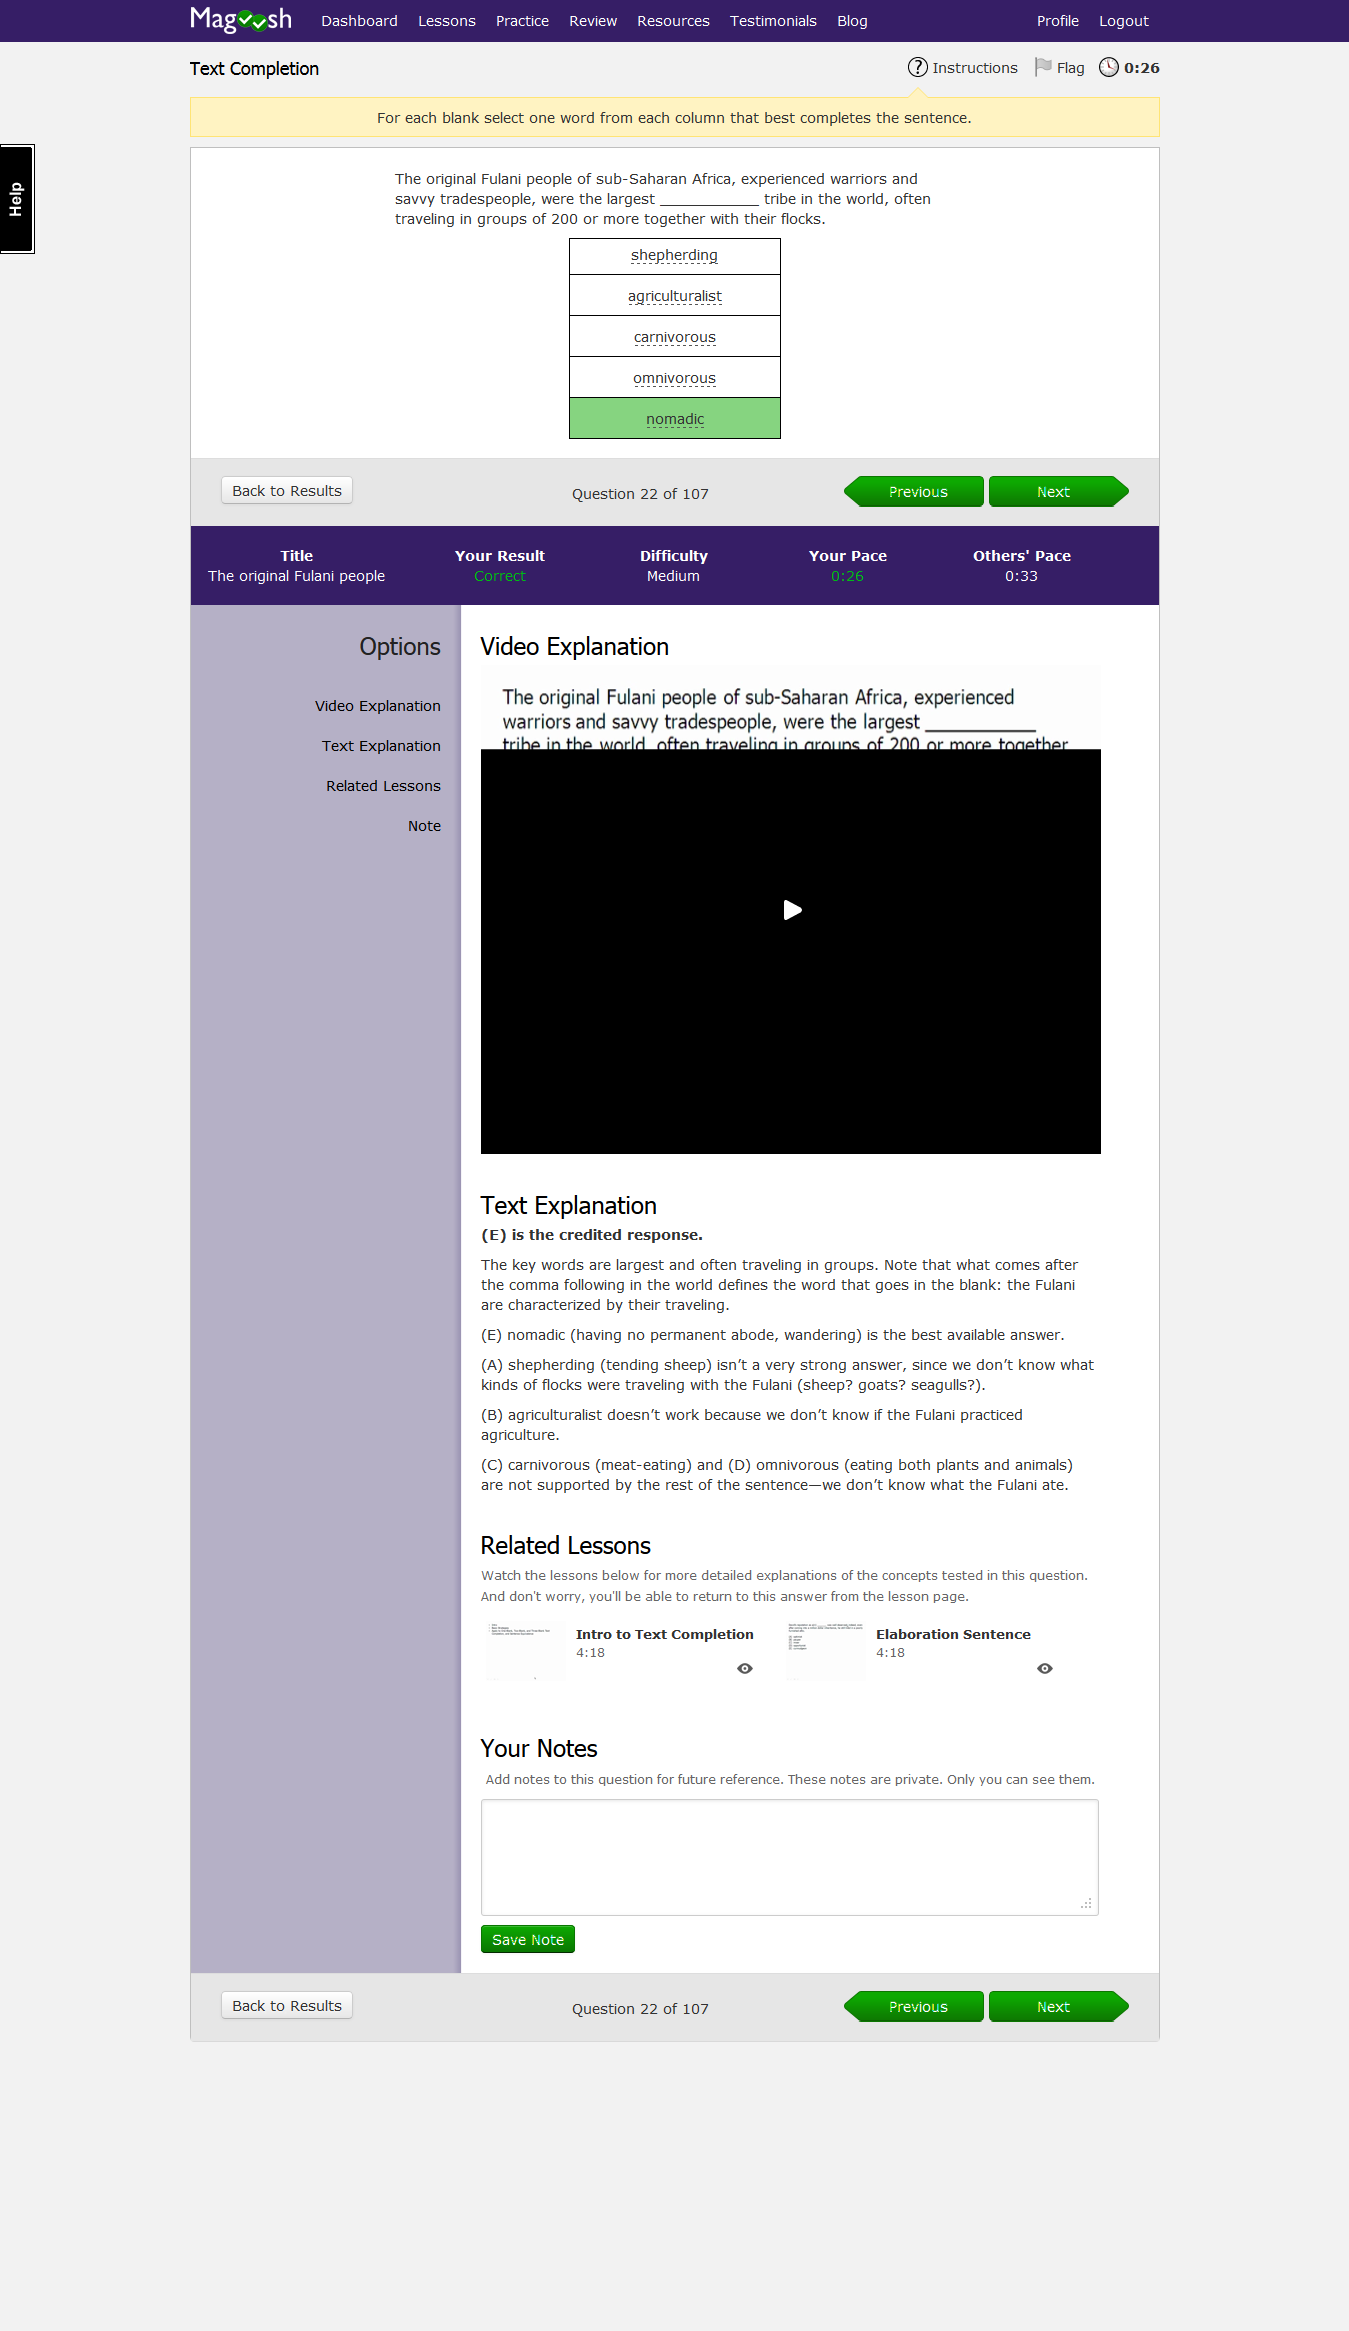 Magoosh Dashboard Lessons Practice Review Resources Testimonials Blog Profile Logout
Text Completion ? Instructions Flag 0:26
For each blank select one word from each column that best completes the sentence.
Help
The original Fulani people of sub-Saharan Africa, experienced warriors and
savvy tradespeople, were the largest ____________ tribe in the world, often
traveling in groups of 200 or more together with their flocks.
shepherding
agriculturalist
carnivorous
omnivorous
nomadic
Back to Results Question 22 of 107 Previous Next
Title Your Result Difficulty Your Pace Others' Pace
The original Fulani people Correct Medium 0:26 0:33
Options
Video Explanation
Text Explanation
Related Lessons
Note
Video Explanation
The original Fulani people of sub-Saharan Africa, experienced
warriors and savvy tradespeople, were the largest __________
tribe in the world, often traveling in groups of 200 or more together
Text Explanation
(E) is the credited response.
The key words are largest and often traveling in groups. Note that what comes after
the comma following in the world defines the word that goes in the blank: the Fulani
are characterized by their traveling.
(E) nomadic (having no permanent abode, wandering) is the best available answer.
(A) shepherding (tending sheep) isn’t a very strong answer, since we don’t know what
kinds of flocks were traveling with the Fulani (sheep? goats? seagulls?).
(B) agriculturalist doesn’t work because we don’t know if the Fulani practiced
agriculture.
(C) carnivorous (meat-eating) and (D) omnivorous (eating both plants and animals)
are not supported by the rest of the sentence—we don’t know what the Fulani ate.
Related Lessons
Watch the lessons below for more detailed explanations of the concepts tested in this question.
And don't worry, you'll be able to return to this answer from the lesson page.
Intro to Text Completion
4:18
Elaboration Sentence
4:18
Your Notes
Add notes to this question for future reference. These notes are private. Only you can see them.
Save Note
Back to Results Question 22 of 107 Previous Next